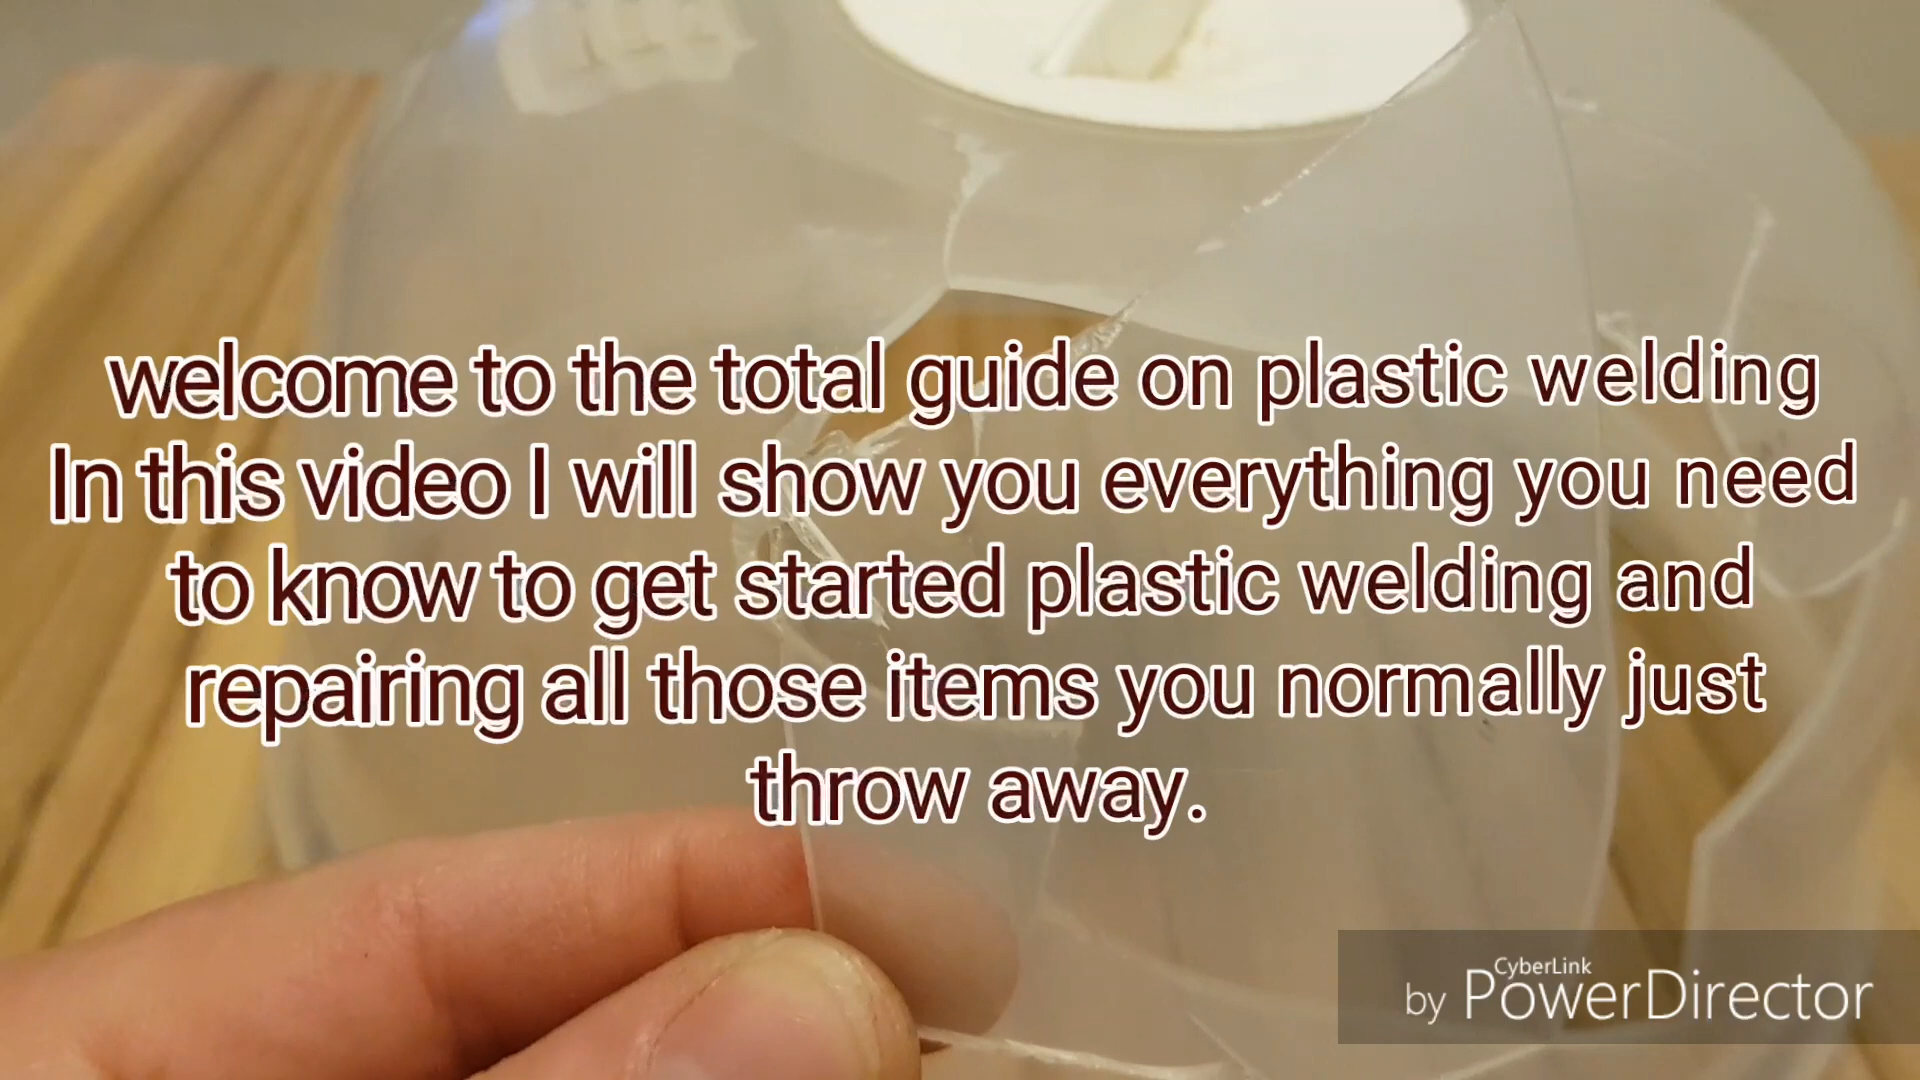 welcome to the total guide on plastic welding
In this video I will show you everything you need
to know to get started plastic welding and
repairing all those items you normally just
throw away.
by CyberLink PowerDirector